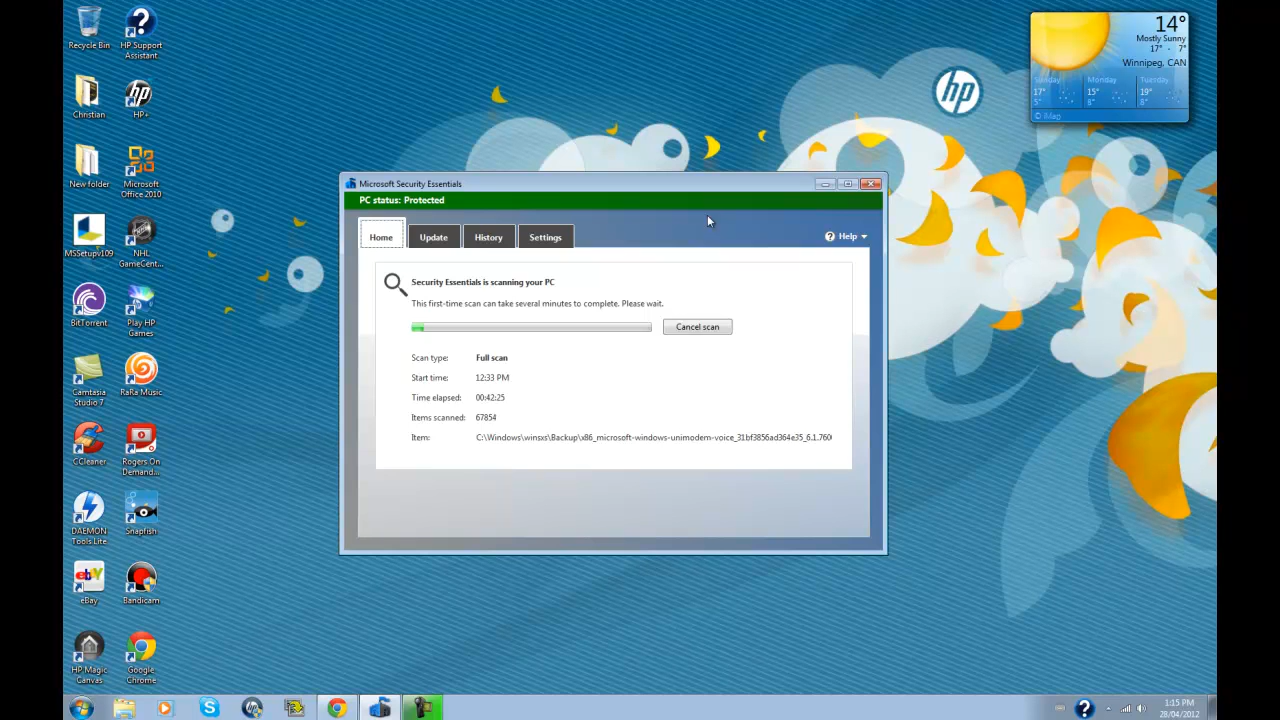 Recycle Bin
HP Support
Assistant
Christian
HP+
New folder
Microsoft
Office 2010
MSSetupv109
NHL
GameCent...
BitTorrent
Play HP
Games
Camtasia
Studio 7
RaRa Music
CCleaner
Rogers On
Demand...
DAEMON
Tools Lite
Snapfish
eBay
Bandicam
HP Magic
Canvas
Google
Chrome
hp
14°
Mostly Sunny
17° - 7°
Winnipeg, CAN
Sunday Monday Tuesday
17° 15° 19°
5° 8° 8°
© iMag
Microsoft Security Essentials
PC status: Protected
Home Update History Settings Help
Security Essentials is scanning your PC
This first-time scan can take several minutes to complete. Please wait.
Cancel scan
Scan type: Full scan
Start time: 12:33 PM
Time elapsed: 00:42:25
Items scanned: 67854
Item: C:\Windows\winsxs\Backup\x86_microsoft-windows-unimodem-voice_31bf3856ad364e35_6.1.760
1:15 PM
28/04/2012